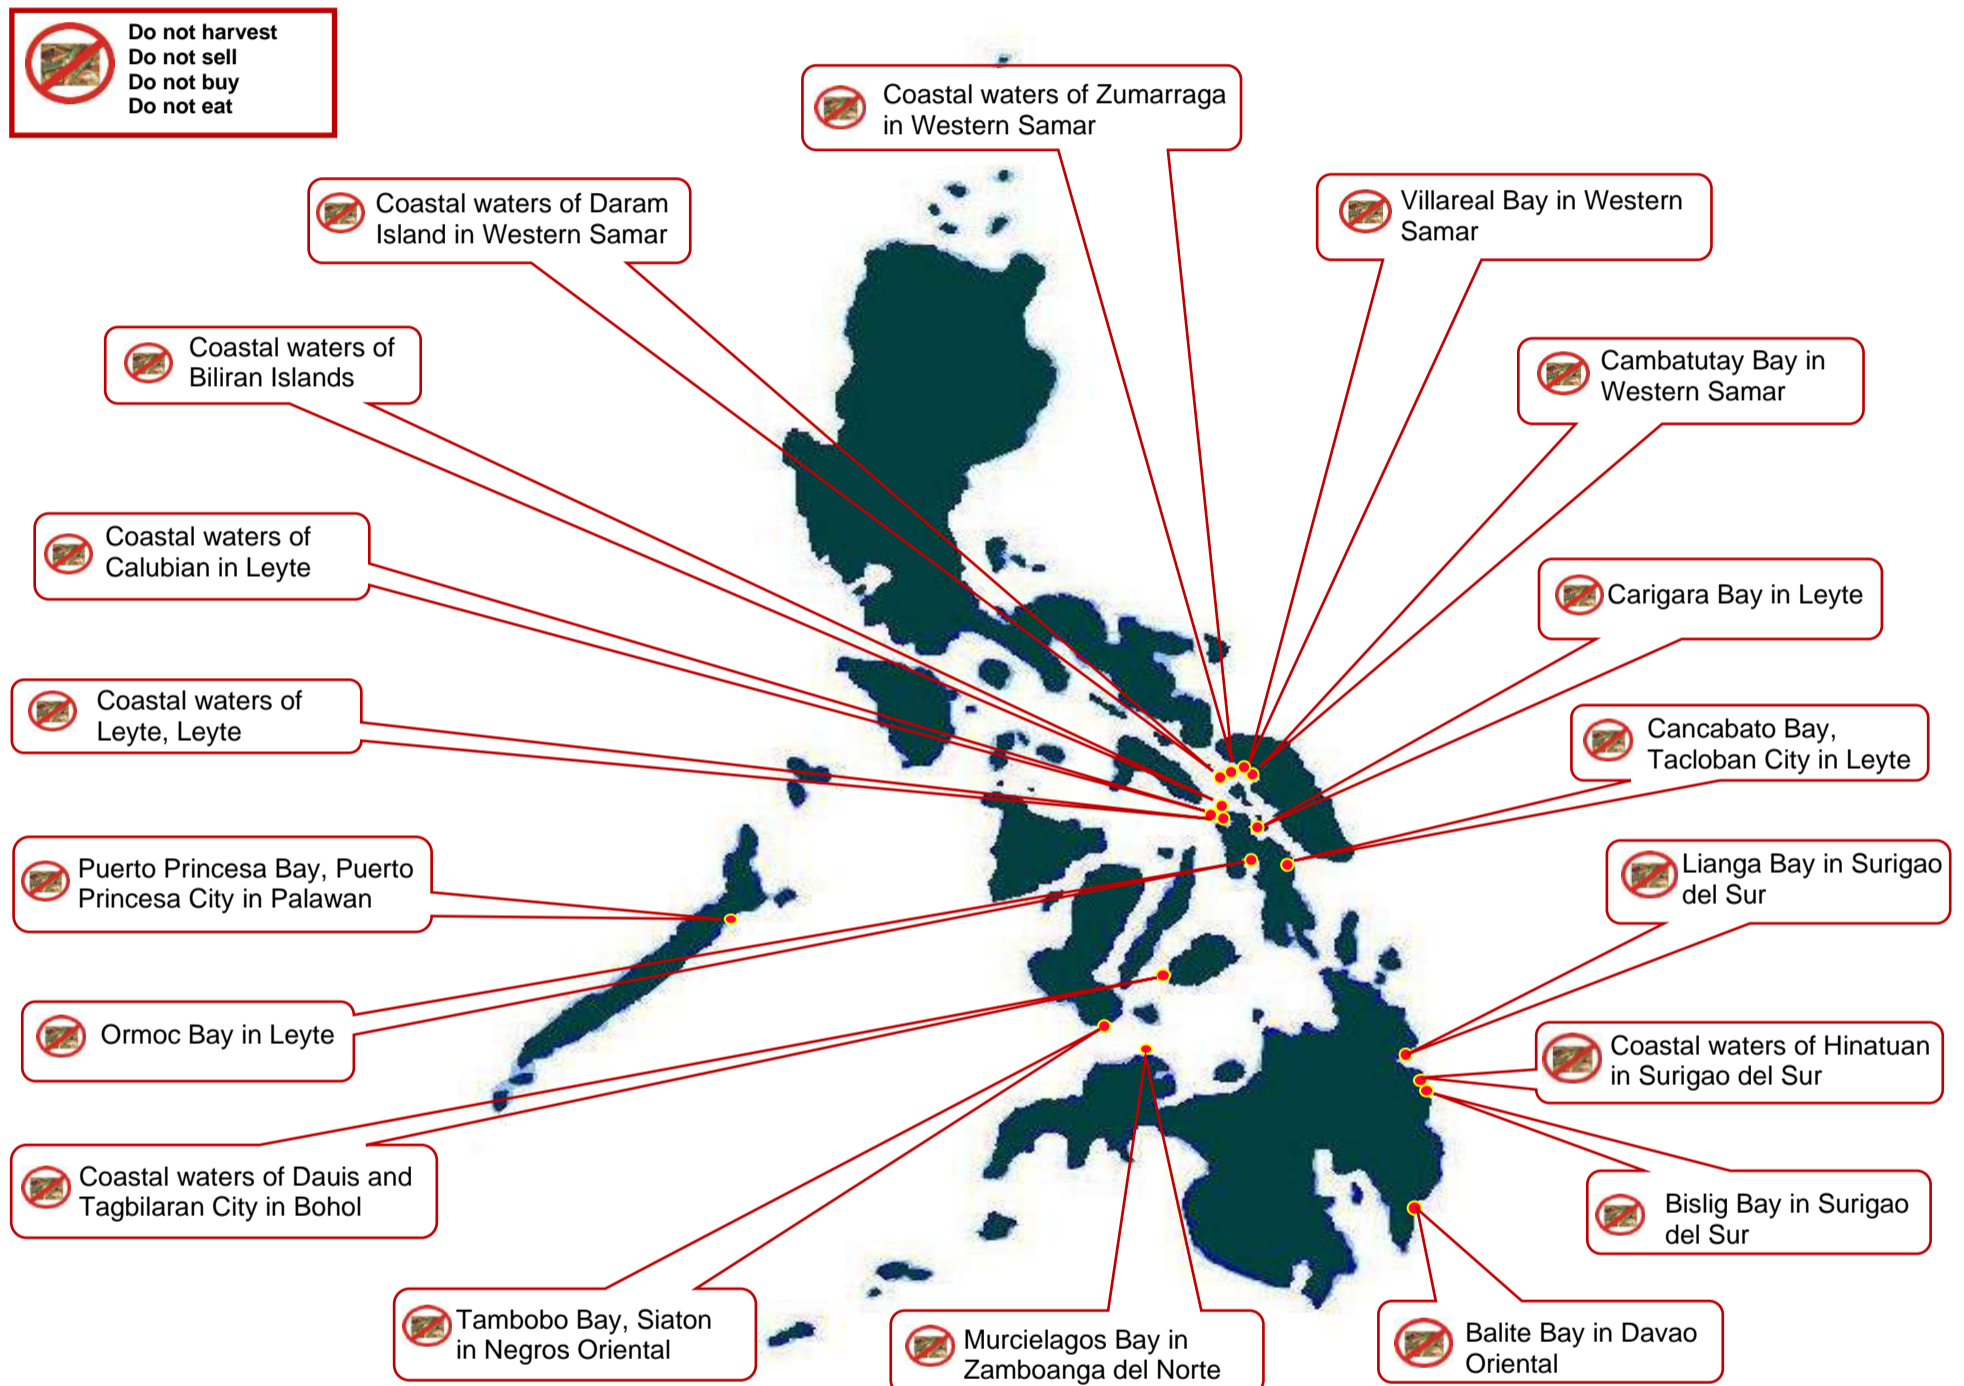 Do not harvest
Do not sell
Do not buy
Do not eat
Coastal waters of Zumarraga
in Western Samar
Coastal waters of Daram
Island in Western Samar
Villareal Bay in Western
Samar
Coastal waters of
Biliran Islands
Cambatutay Bay in
Western Samar
Coastal waters of
Calubian in Leyte
Carigara Bay in Leyte
Coastal waters of
Leyte, Leyte
Cancabato Bay,
Tacloban City in Leyte
Puerto Princesa Bay, Puerto
Princesa City in Palawan
Lianga Bay in Surigao
del Sur
Ormoc Bay in Leyte
Coastal waters of Hinatuan
in Surigao del Sur
Coastal waters of Dauis and
Tagbilaran City in Bohol
Bislig Bay in Surigao
del Sur
Tambobo Bay, Siaton
in Negros Oriental
Murcielagos Bay in
Zamboanga del Norte
Balite Bay in Davao
Oriental